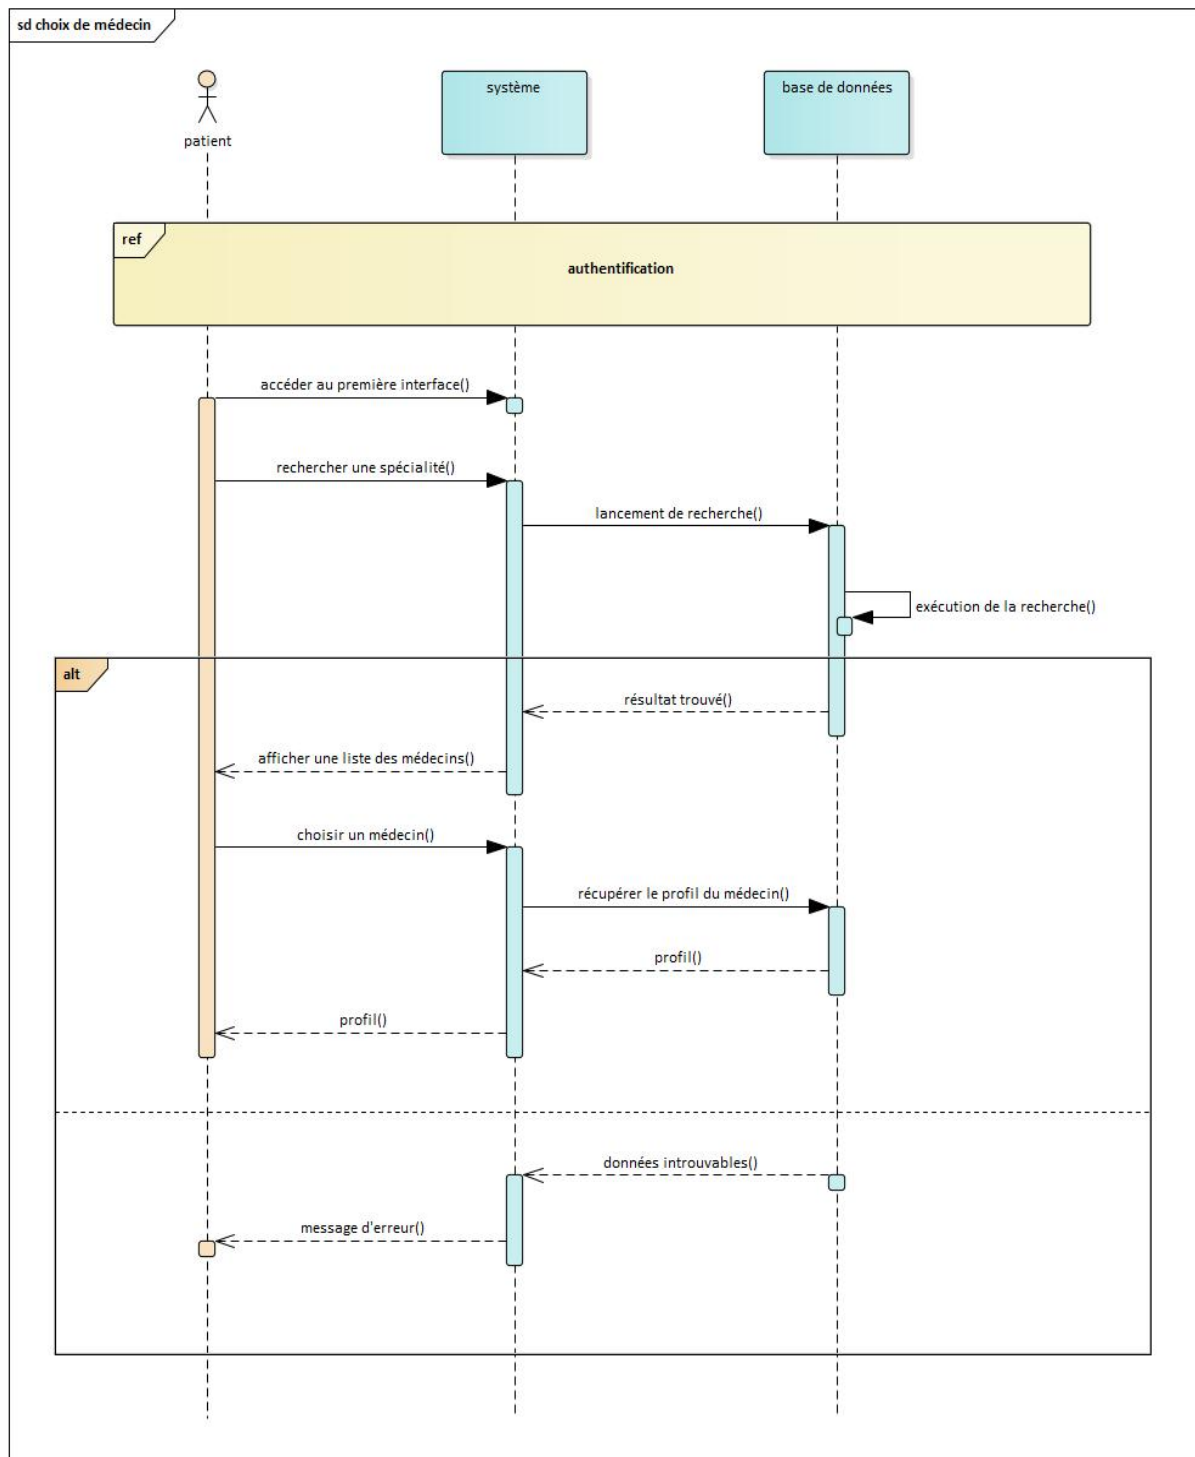 sd choix de médecin
patient
système
base de données
ref
authentification
accéder au première interface()
rechercher une spécialité()
lancement de recherche()
exécution de la recherche()
alt
résultat trouvé()
afficher une liste des médecins()
choisir un médecin()
récupérer le profil du médecin()
profil()
profil()
données introuvables()
message d'erreur()